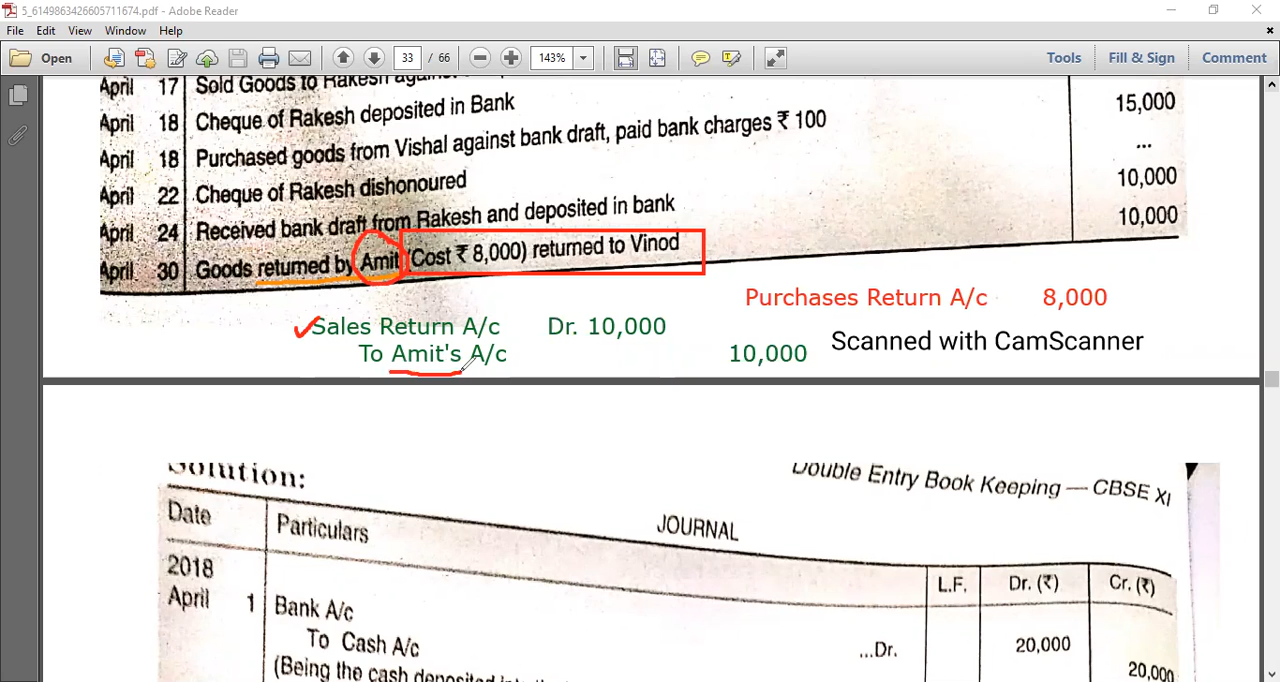 5_6149863426605711674.pdf - Adobe Reader
File Edit View Window Help
Open 33 / 66 143% Tools Fill & Sign Comment
April 17 Sold Goods to Rakesh against
April 18 Cheque of Rakesh deposited in Bank 15,000
April 18 Purchased goods from Vishal against bank draft, paid bank charges ₹ 100 ...
April 22 Cheque of Rakesh dishonoured 10,000
April 24 Received bank draft from Rakesh and deposited in bank 10,000
April 30 Goods returned by Amit (Cost ₹ 8,000) returned to Vinod
Purchases Return A/c 8,000
Sales Return A/c Dr. 10,000
To Amit's A/c 10,000
Scanned with CamScanner
Solution:
Double Entry Book Keeping — CBSE XI
JOURNAL
Date Particulars L.F. Dr. (₹) Cr. (₹)
2018
April 1 Bank A/c ...Dr. 20,000
To Cash A/c 20,000
(Being the cash deposited into the